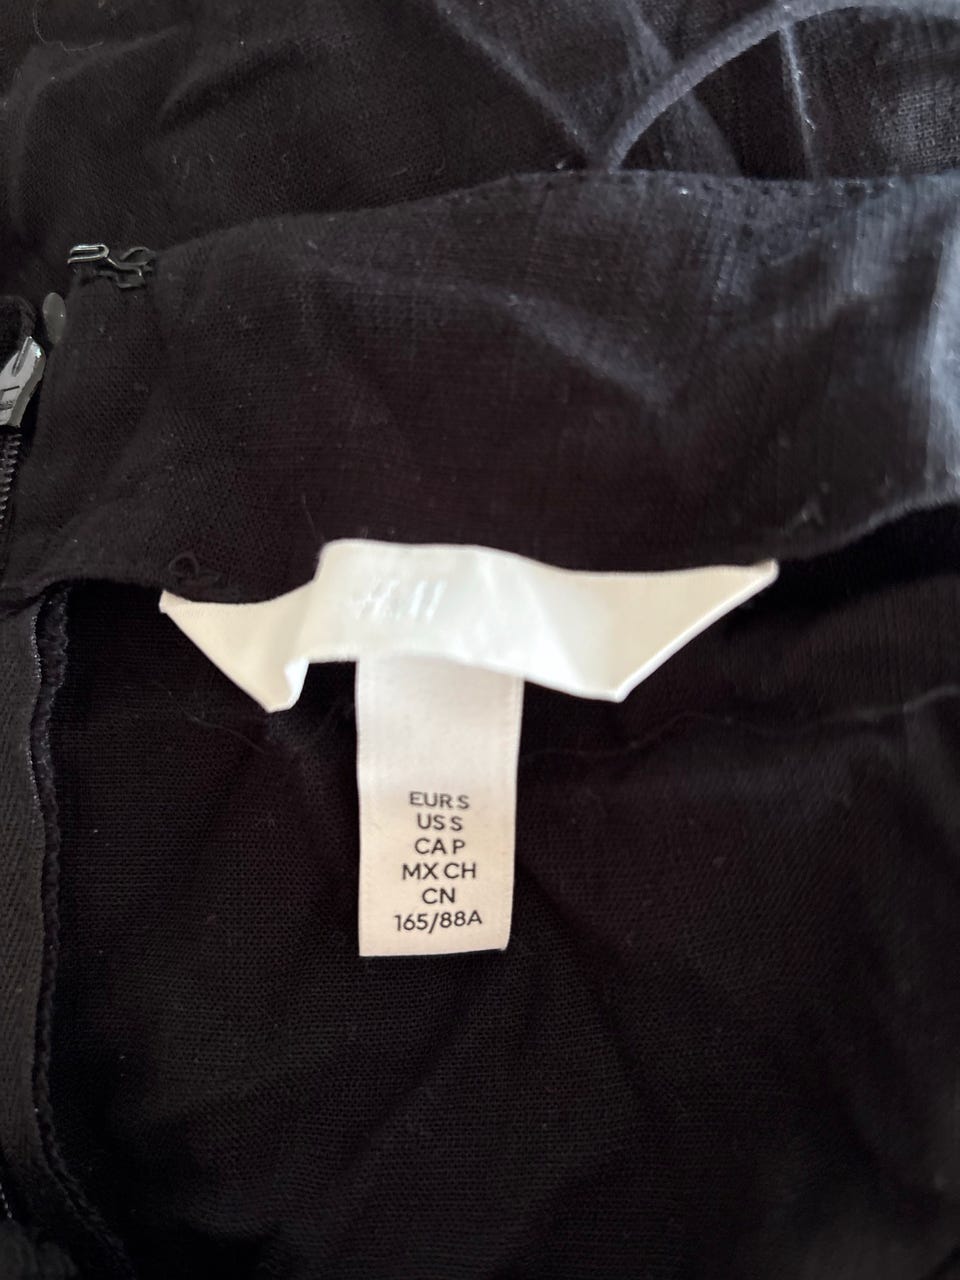 H&M
EUR S
US S
CA P
MX CH
CN
165/88A